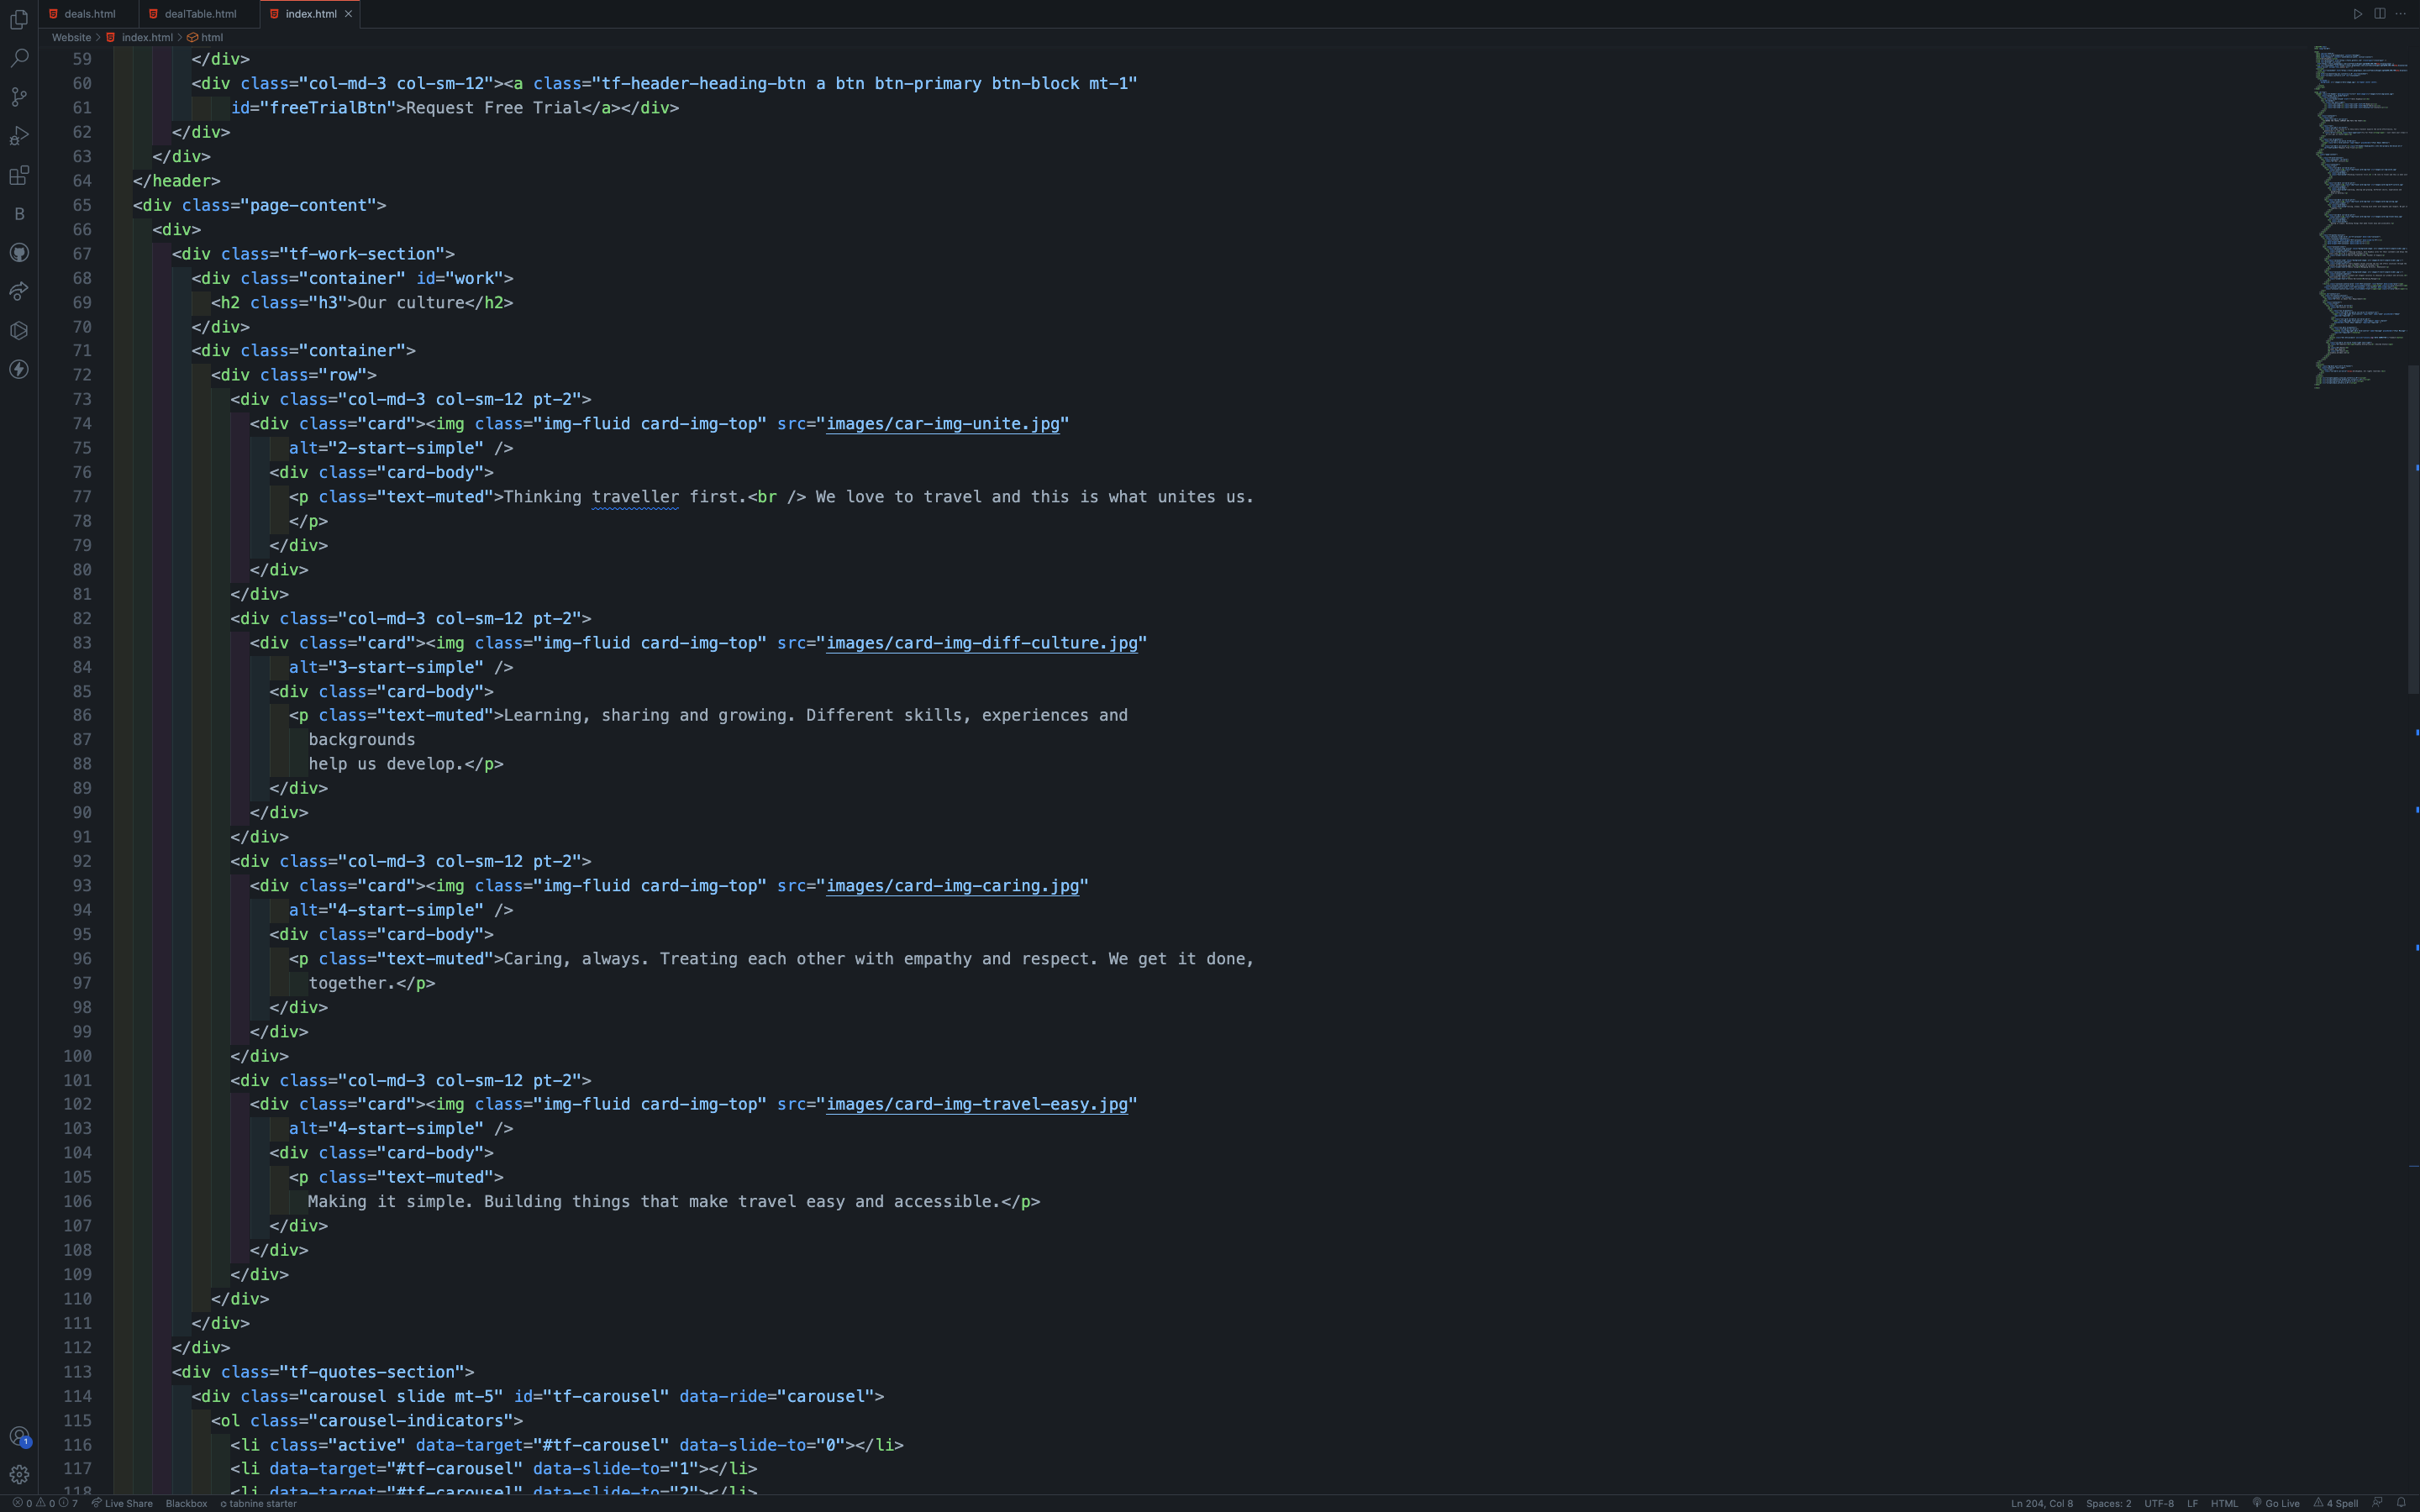 deals.html dealTable.html index.html
Website > index.html > html
59 </div>
60 <div class="col-md-3 col-sm-12"><a class="tf-header-heading-btn a btn btn-primary btn-block mt-1"
61 id="freeTrialBtn">Request Free Trial</a></div>
62 </div>
63 </div>
64 </header>
65 <div class="page-content">
66 <div>
67 <div class="tf-work-section">
68 <div class="container" id="work">
69 <h2 class="h3">Our culture</h2>
70 </div>
71 <div class="container">
72 <div class="row">
73 <div class="col-md-3 col-sm-12 pt-2">
74 <div class="card"><img class="img-fluid card-img-top" src="images/car-img-unite.jpg"
75 alt="2-start-simple" />
76 <div class="card-body">
77 <p class="text-muted">Thinking traveller first.<br /> We love to travel and this is what unites us.
78 </p>
79 </div>
80 </div>
81 </div>
82 <div class="col-md-3 col-sm-12 pt-2">
83 <div class="card"><img class="img-fluid card-img-top" src="images/card-img-diff-culture.jpg"
84 alt="3-start-simple" />
85 <div class="card-body">
86 <p class="text-muted">Learning, sharing and growing. Different skills, experiences and
87 backgrounds
88 help us develop.</p>
89 </div>
90 </div>
91 </div>
92 <div class="col-md-3 col-sm-12 pt-2">
93 <div class="card"><img class="img-fluid card-img-top" src="images/card-img-caring.jpg"
94 alt="4-start-simple" />
95 <div class="card-body">
96 <p class="text-muted">Caring, always. Treating each other with empathy and respect. We get it done,
97 together.</p>
98 </div>
99 </div>
100 </div>
101 <div class="col-md-3 col-sm-12 pt-2">
102 <div class="card"><img class="img-fluid card-img-top" src="images/card-img-travel-easy.jpg"
103 alt="4-start-simple" />
104 <div class="card-body">
105 <p class="text-muted">
106 Making it simple. Building things that make travel easy and accessible.</p>
107 </div>
108 </div>
109 </div>
110 </div>
111 </div>
112 </div>
113 <div class="tf-quotes-section">
114 <div class="carousel slide mt-5" id="tf-carousel" data-ride="carousel">
115 <ol class="carousel-indicators">
116 <li class="active" data-target="#tf-carousel" data-slide-to="0"></li>
117 <li data-target="#tf-carousel" data-slide-to="1"></li>
118 <li data-target="#tf-carousel" data-slide-to="2"></li>
B
1
0 0 7 Live Share Blackbox tabnine starter Ln 204, Col 8 Spaces: 2 UTF-8 LF HTML Go Live 4 Spell